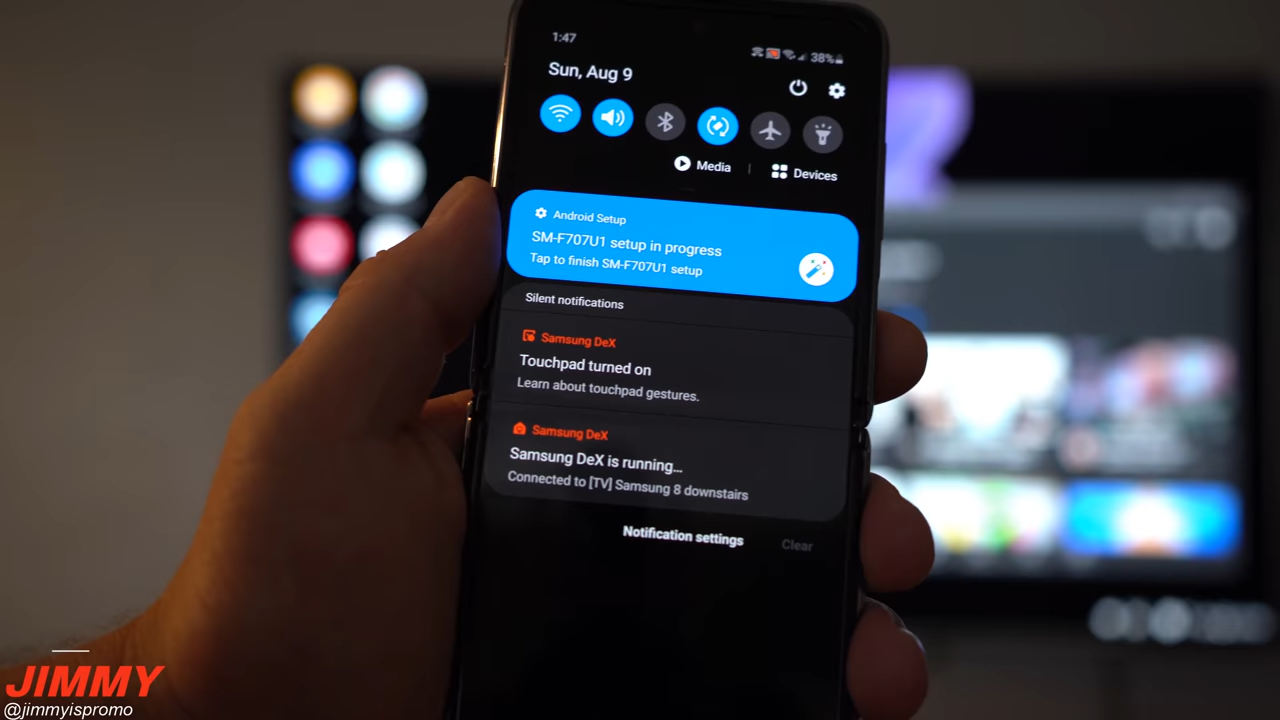 1:47
38%
Sun, Aug 9
Media | Devices
Android Setup
SM-F707U1 setup in progress
Tap to finish SM-F707U1 setup
Silent notifications
Samsung DeX
Touchpad turned on
Learn about touchpad gestures.
Samsung DeX
Samsung DeX is running...
Connected to [TV] Samsung 8 downstairs
Notification settings
Clear
JIMMY
@jimmyispromo